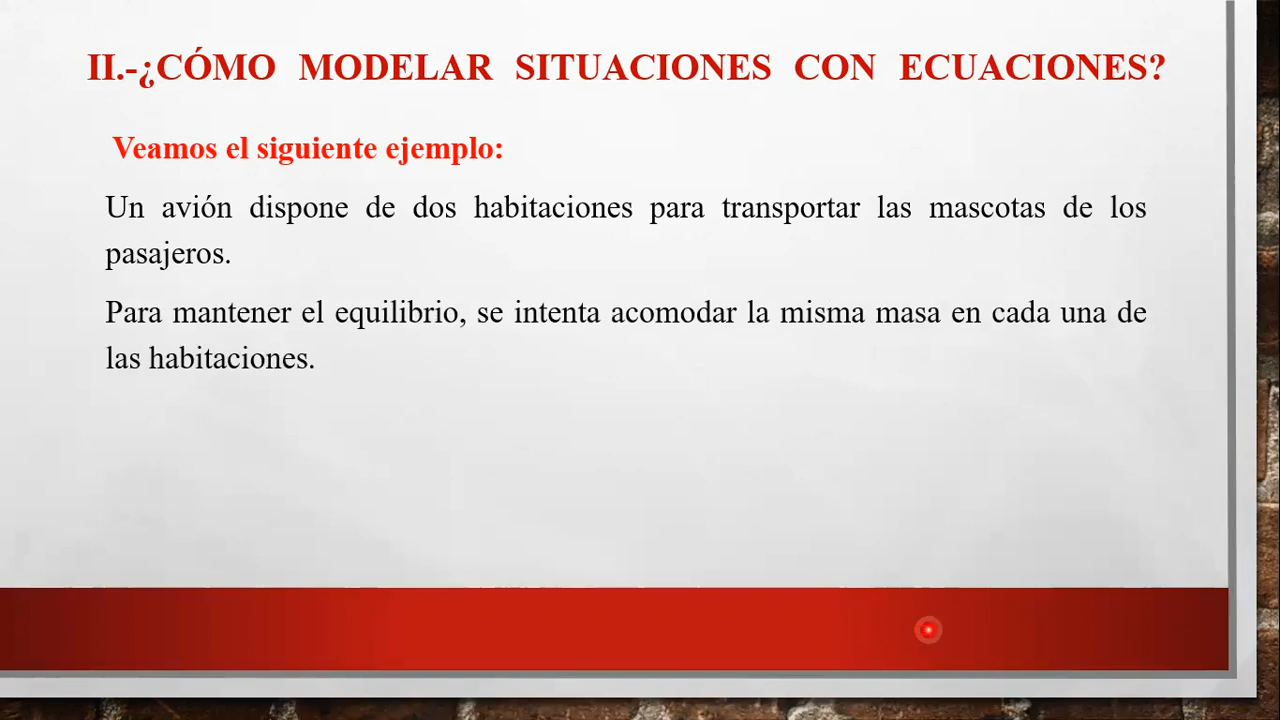 II.-¿CÓMO MODELAR SITUACIONES CON ECUACIONES?
Veamos el siguiente ejemplo:
Un avión dispone de dos habitaciones para transportar las mascotas de los
pasajeros.
Para mantener el equilibrio, se intenta acomodar la misma masa en cada una de
las habitaciones.